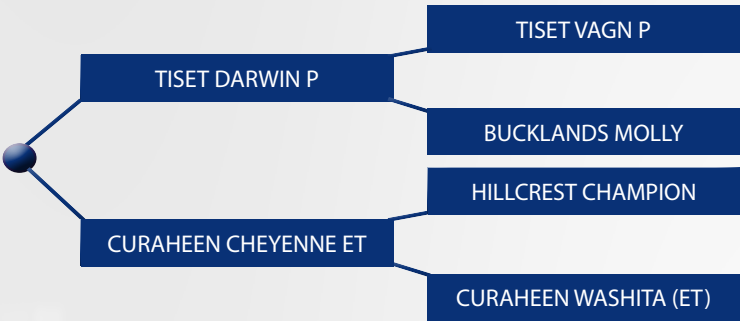 TISET VAGN P
TISET DARWIN P
BUCKLANDS MOLLY
HILLCREST CHAMPION
CURAHEEN CHEYENNE ET
CURAHEEN WASHITA (ET)